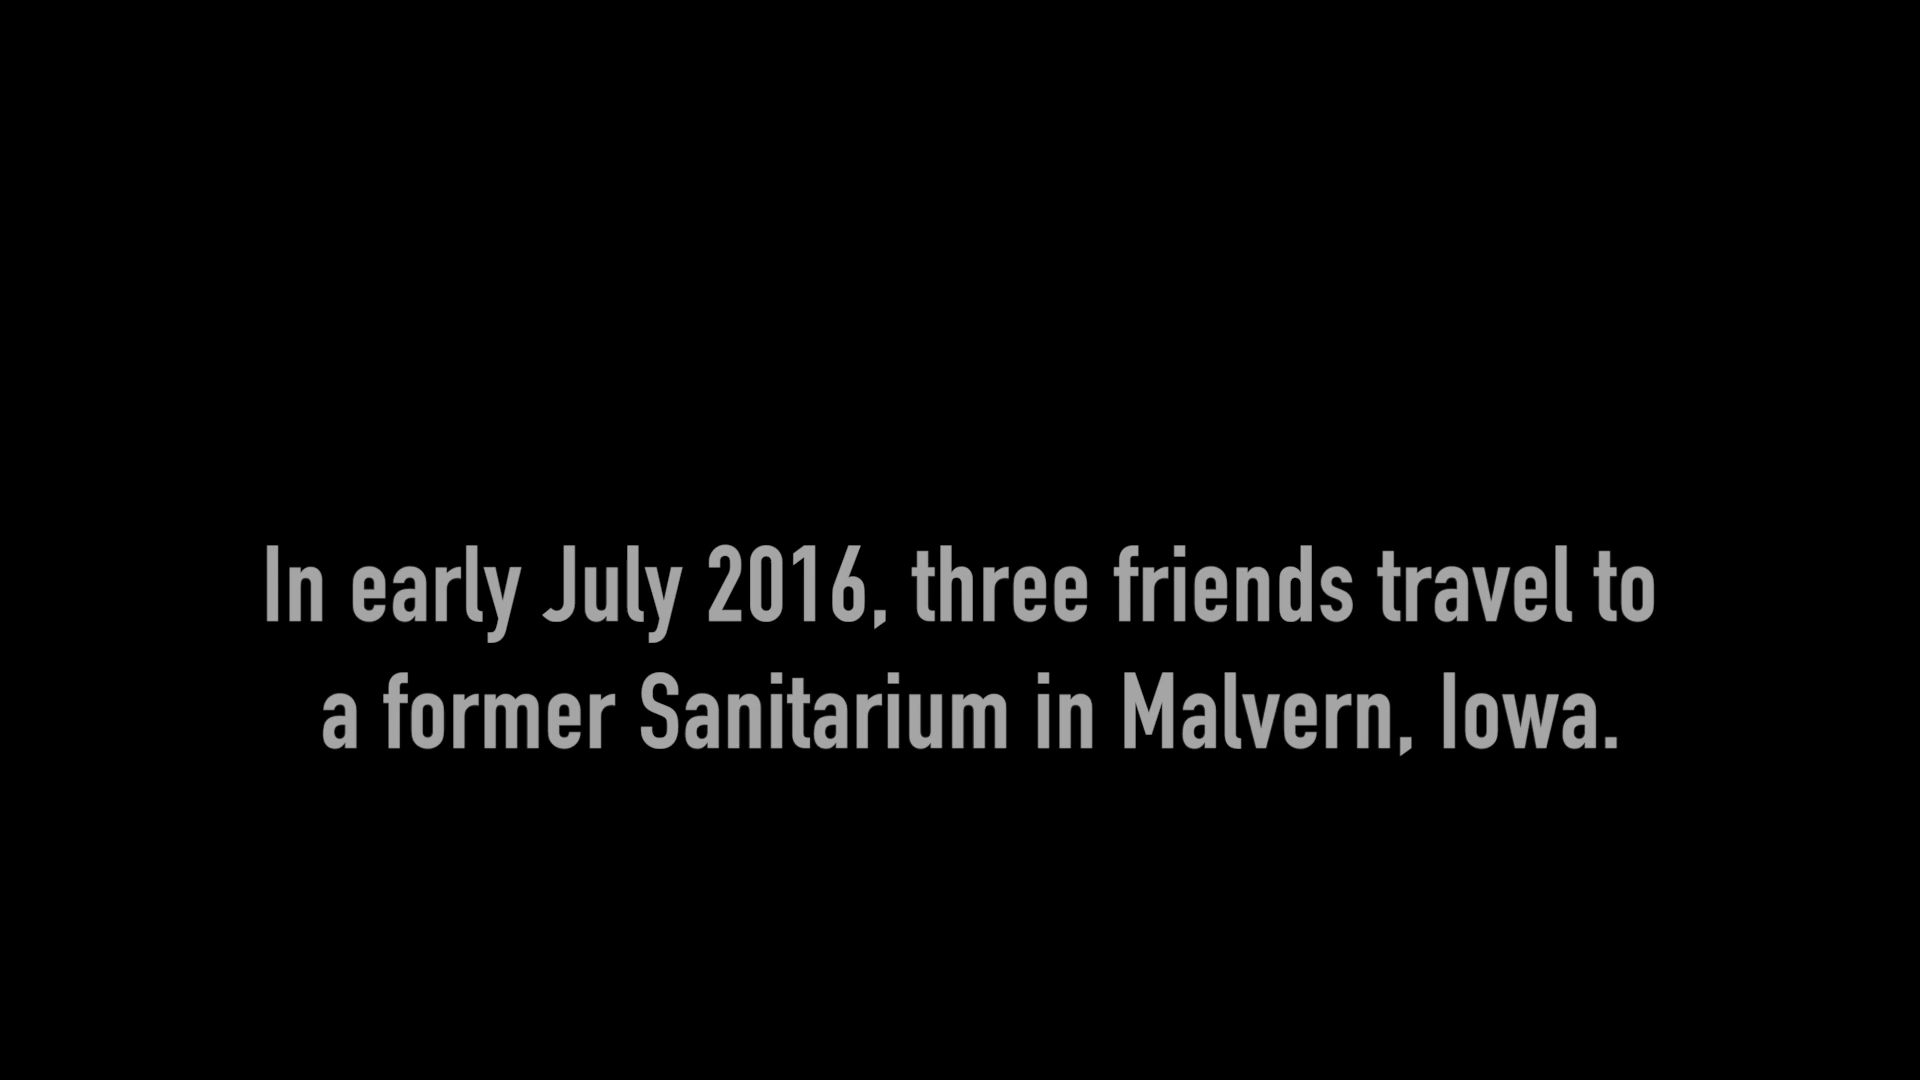 In early July 2016, three friends travel to
a former Sanitarium in Malvern, Iowa.